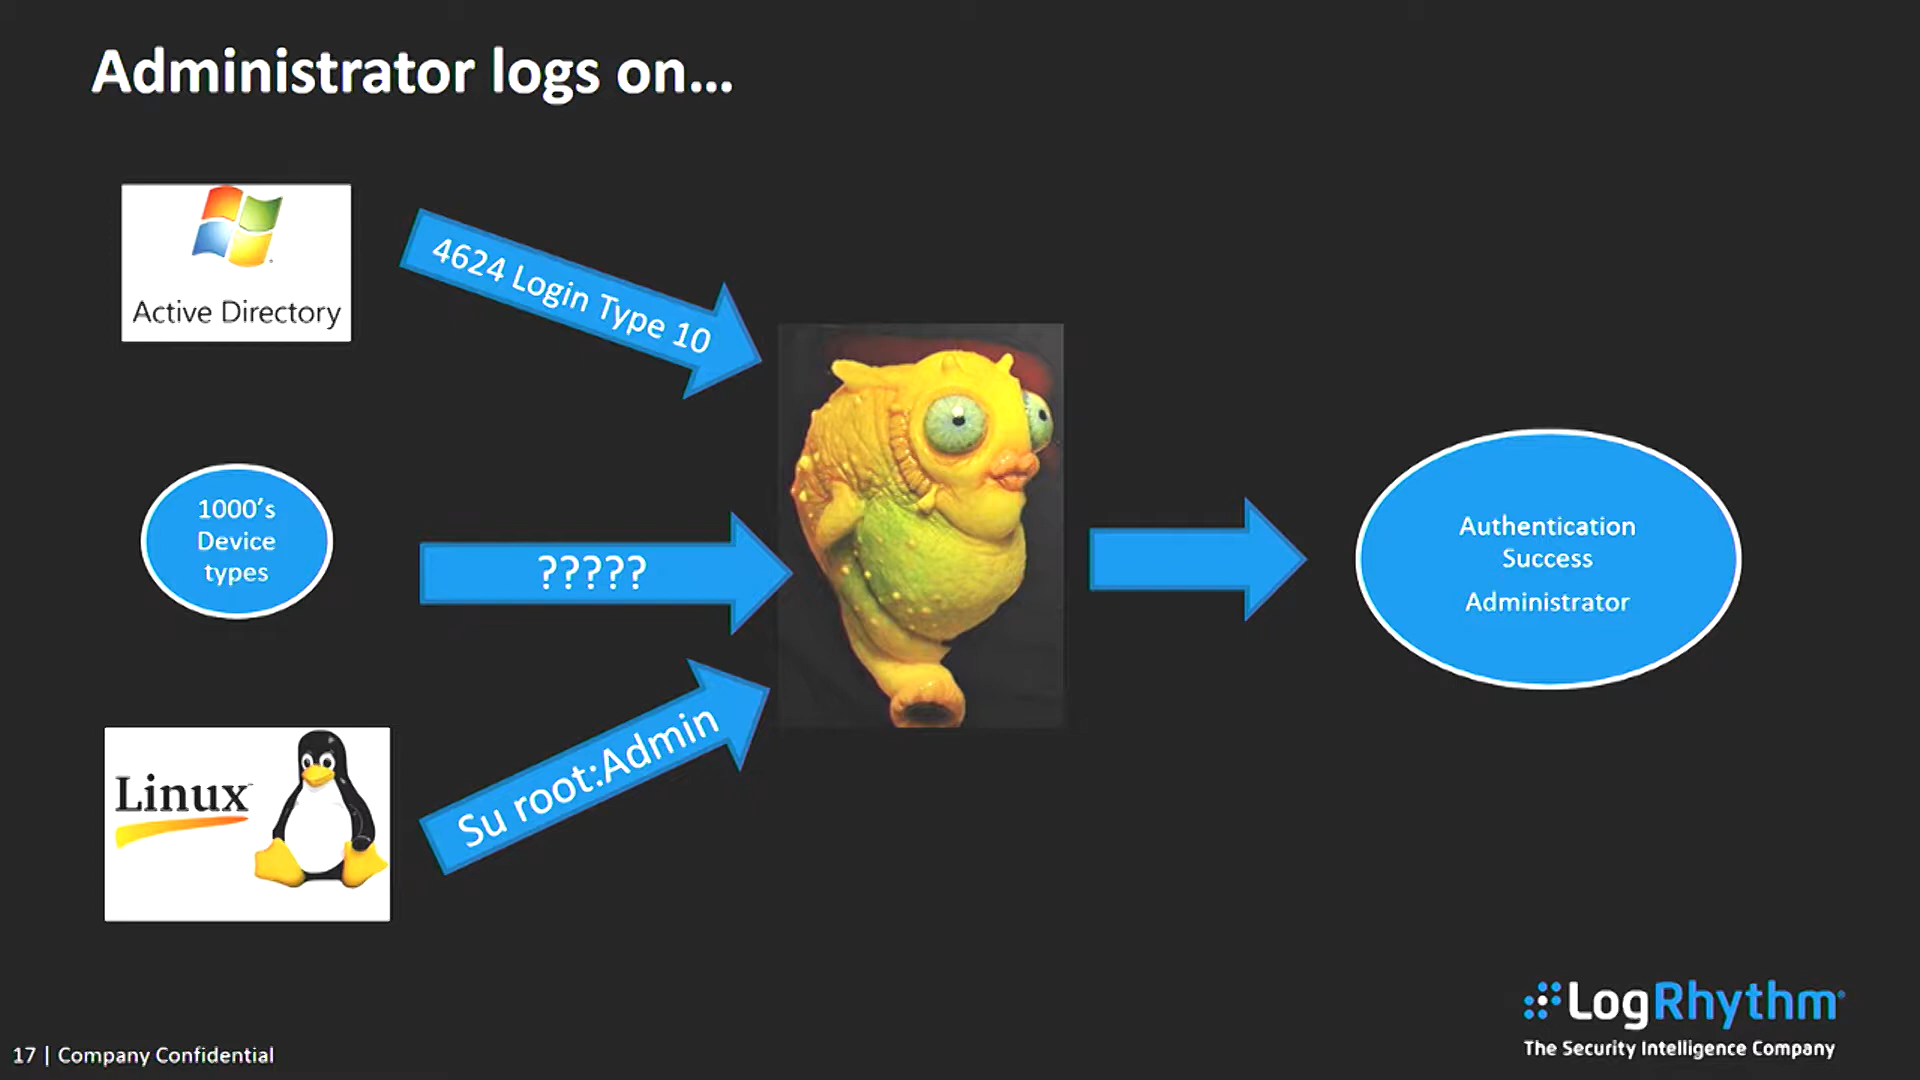 Administrator logs on...
Active Directory
4624 Login Type 10
1000's
Device
types
?????
Linux
Su root:Admin
Authentication
Success
Administrator
LogRhythm
The Security Intelligence Company
17 | Company Confidential